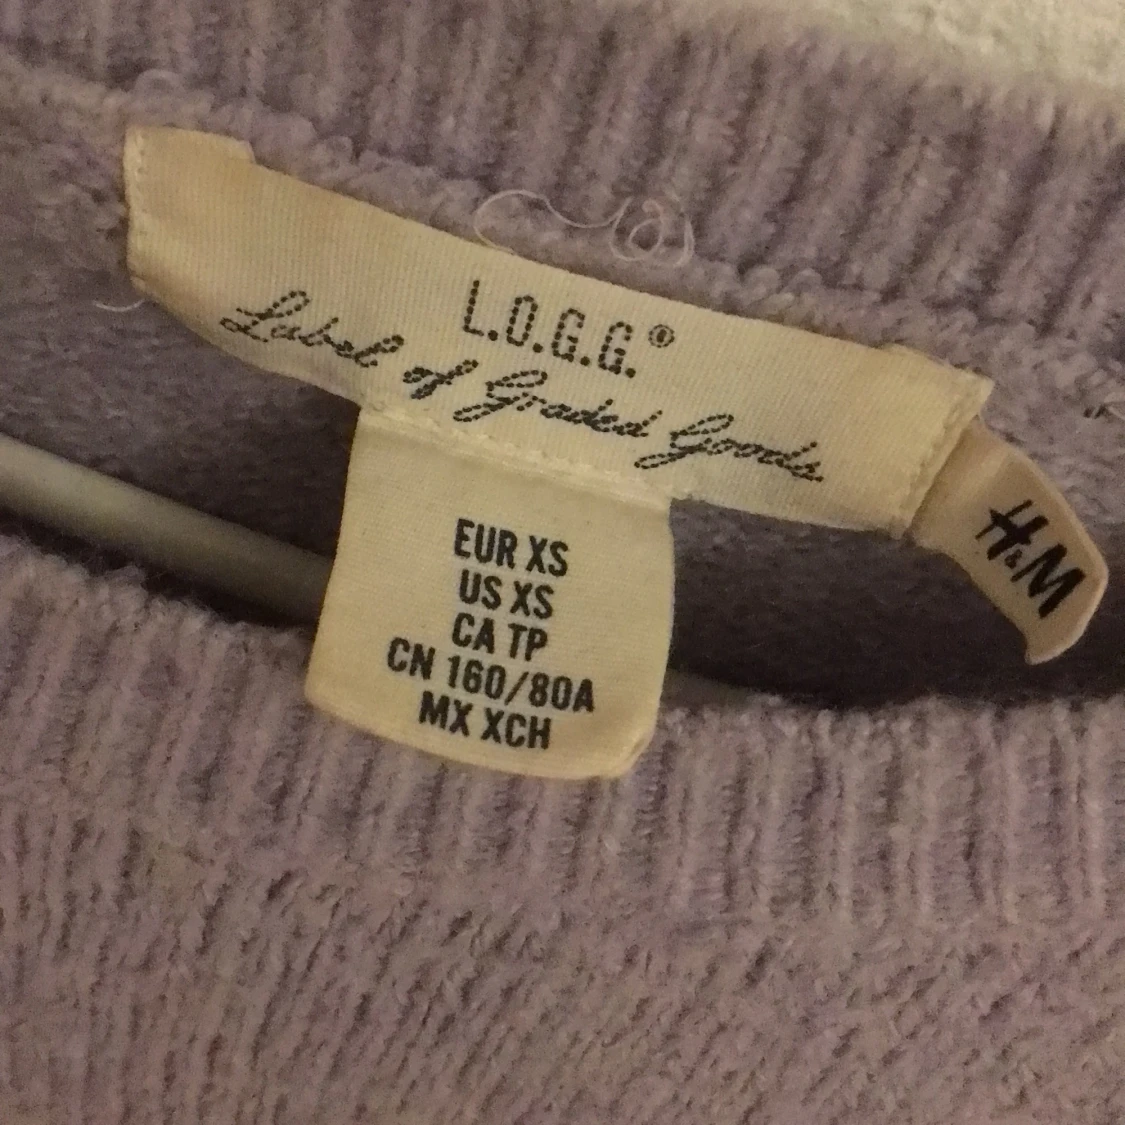 L.O.G.G.®
Label of Graded Goods
H&M
EUR XS
US XS
CA TP
CN 160/80A
MX XCH